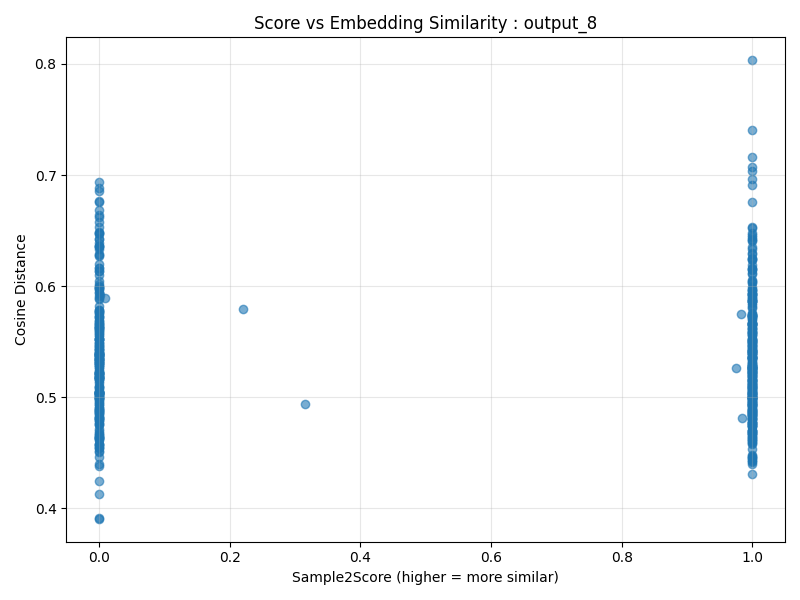 Score vs Embedding Similarity : output_8
0.8
0.7
0.6
0.5
0.4
Cosine Distance
0.0 0.2 0.4 0.6 0.8 1.0
Sample2Score (higher = more similar)